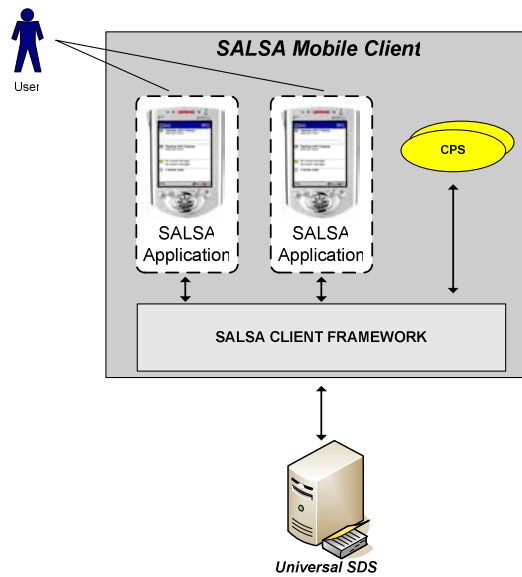 SALSA Mobile Client
User
CPS
SALSA
Application
SALSA
Application
SALSA CLIENT FRAMEWORK
Universal SDS